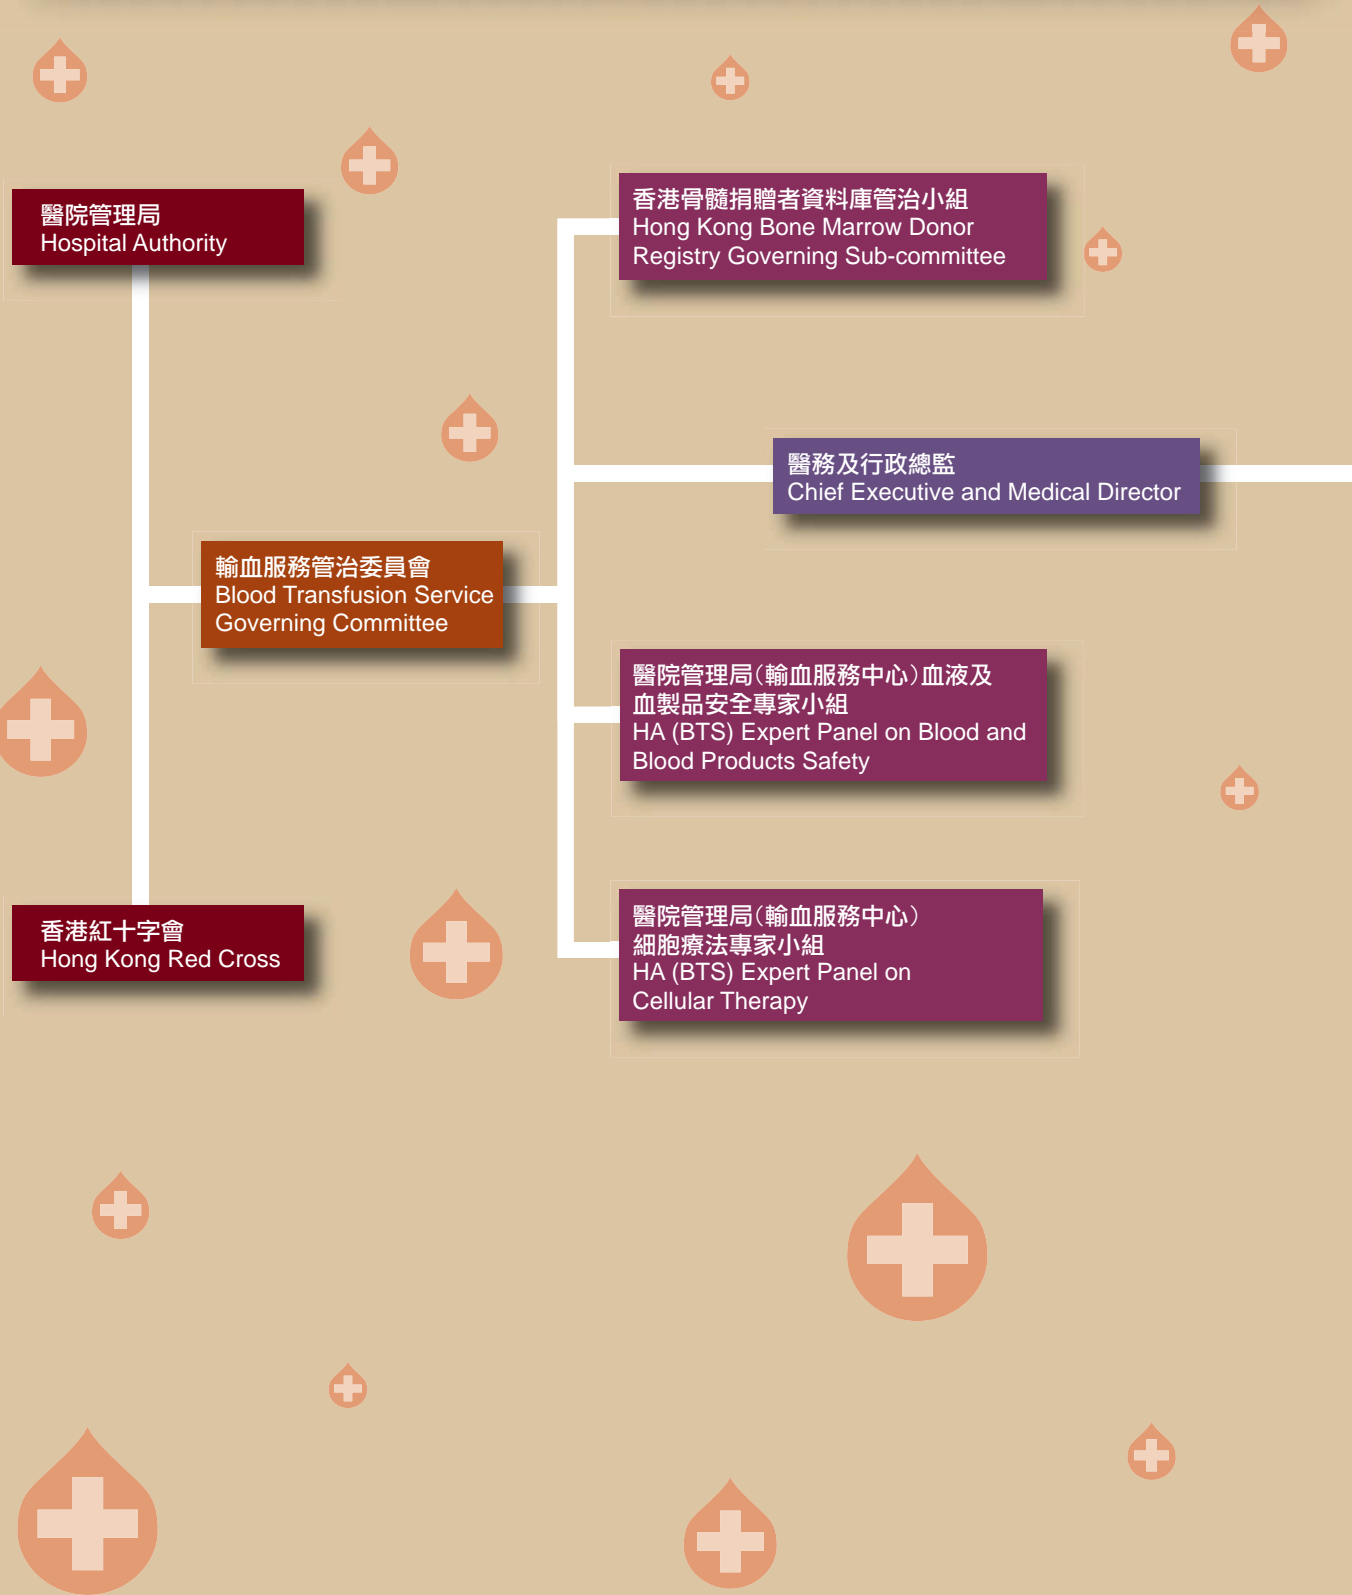 醫院管理局
Hospital Authority
香港骨髓捐贈者資料庫管治小組
Hong Kong Bone Marrow Donor
Registry Governing Sub-committee
醫務及行政總監
Chief Executive and Medical Director
輸血服務管治委員會
Blood Transfusion Service
Governing Committee
醫院管理局(輸血服務中心)血液及
血製品安全專家小組
HA (BTS) Expert Panel on Blood and
Blood Products Safety
香港紅十字會
Hong Kong Red Cross
醫院管理局(輸血服務中心)
細胞療法專家小組
HA (BTS) Expert Panel on
Cellular Therapy